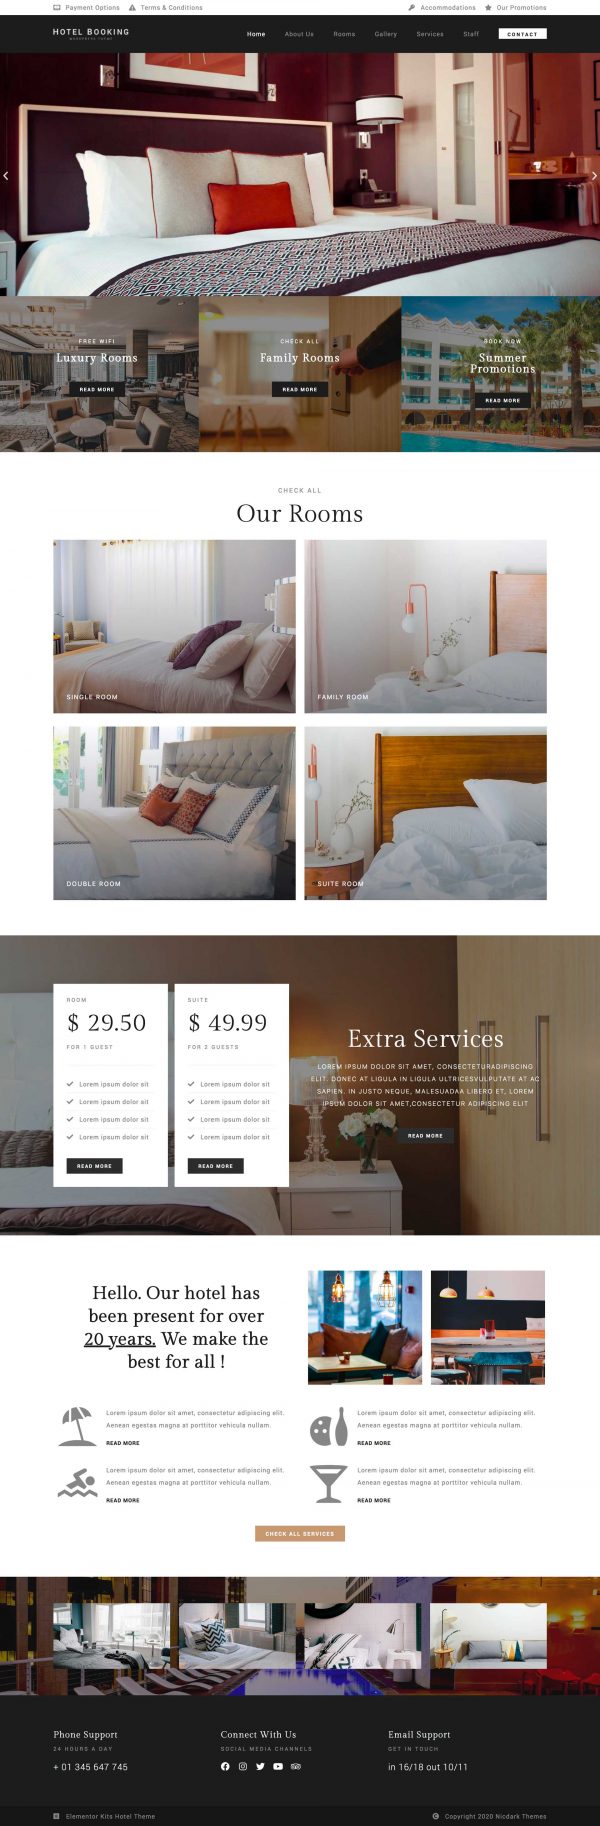 Payment Options Terms & Conditions Accommodations Our Promotions
HOTEL BOOKING
Home About Us Rooms Gallery Services Staff CONTACT
FREE WIFI
Luxury Rooms
READ MORE
CHECK ALL
Family Rooms
READ MORE
BOOK NOW
Summer
Promotions
READ MORE
CHECK ALL
Our Rooms
SINGLE ROOM
FAMILY ROOM
DOUBLE ROOM
SUITE ROOM
ROOM
$ 29.50
FOR 1 GUEST
Lorem ipsum dolor sit
Lorem ipsum dolor sit
Lorem ipsum dolor sit
Lorem ipsum dolor sit
READ MORE
SUITE
$ 49.99
FOR 2 GUESTS
Lorem ipsum dolor sit
Lorem ipsum dolor sit
Lorem ipsum dolor sit
Lorem ipsum dolor sit
READ MORE
Extra Services
LOREM IPSUM DOLOR SIT AMET, CONSECTETURADIPISCING
ELIT. DONEC AT LIGULA IN LIGULA ULTRICESVULPUTATE AT AC
SAPIEN. IN JUSTO NEQUE, MALESUADAA LIBERO ET, LOREM
IPSUM DOLOR SIT AMET,CONSECTETUR ADIPISCING ELIT
READ MORE
Hello. Our hotel has
been present for over
20 years. We make the
best for all !
Lorem ipsum dolor sit amet, consectetur adipiscing elit.
Aenean egestas magna at porttitor vehicula nullam.
READ MORE
Lorem ipsum dolor sit amet, consectetur adipiscing elit.
Aenean egestas magna at porttitor vehicula nullam.
READ MORE
Lorem ipsum dolor sit amet, consectetur adipiscing elit.
Aenean egestas magna at porttitor vehicula nullam.
READ MORE
Lorem ipsum dolor sit amet, consectetur adipiscing elit.
Aenean egestas magna at porttitor vehicula nullam.
READ MORE
CHECK ALL SERVICES
Phone Support
24 HOURS A DAY
+ 01 345 647 745
Connect With Us
SOCIAL MEDIA CHANNELS
Email Support
GET IN TOUCH
in 16/18 out 10/11
Elementor Kits Hotel Theme
Copyright 2020 Nicdark Themes